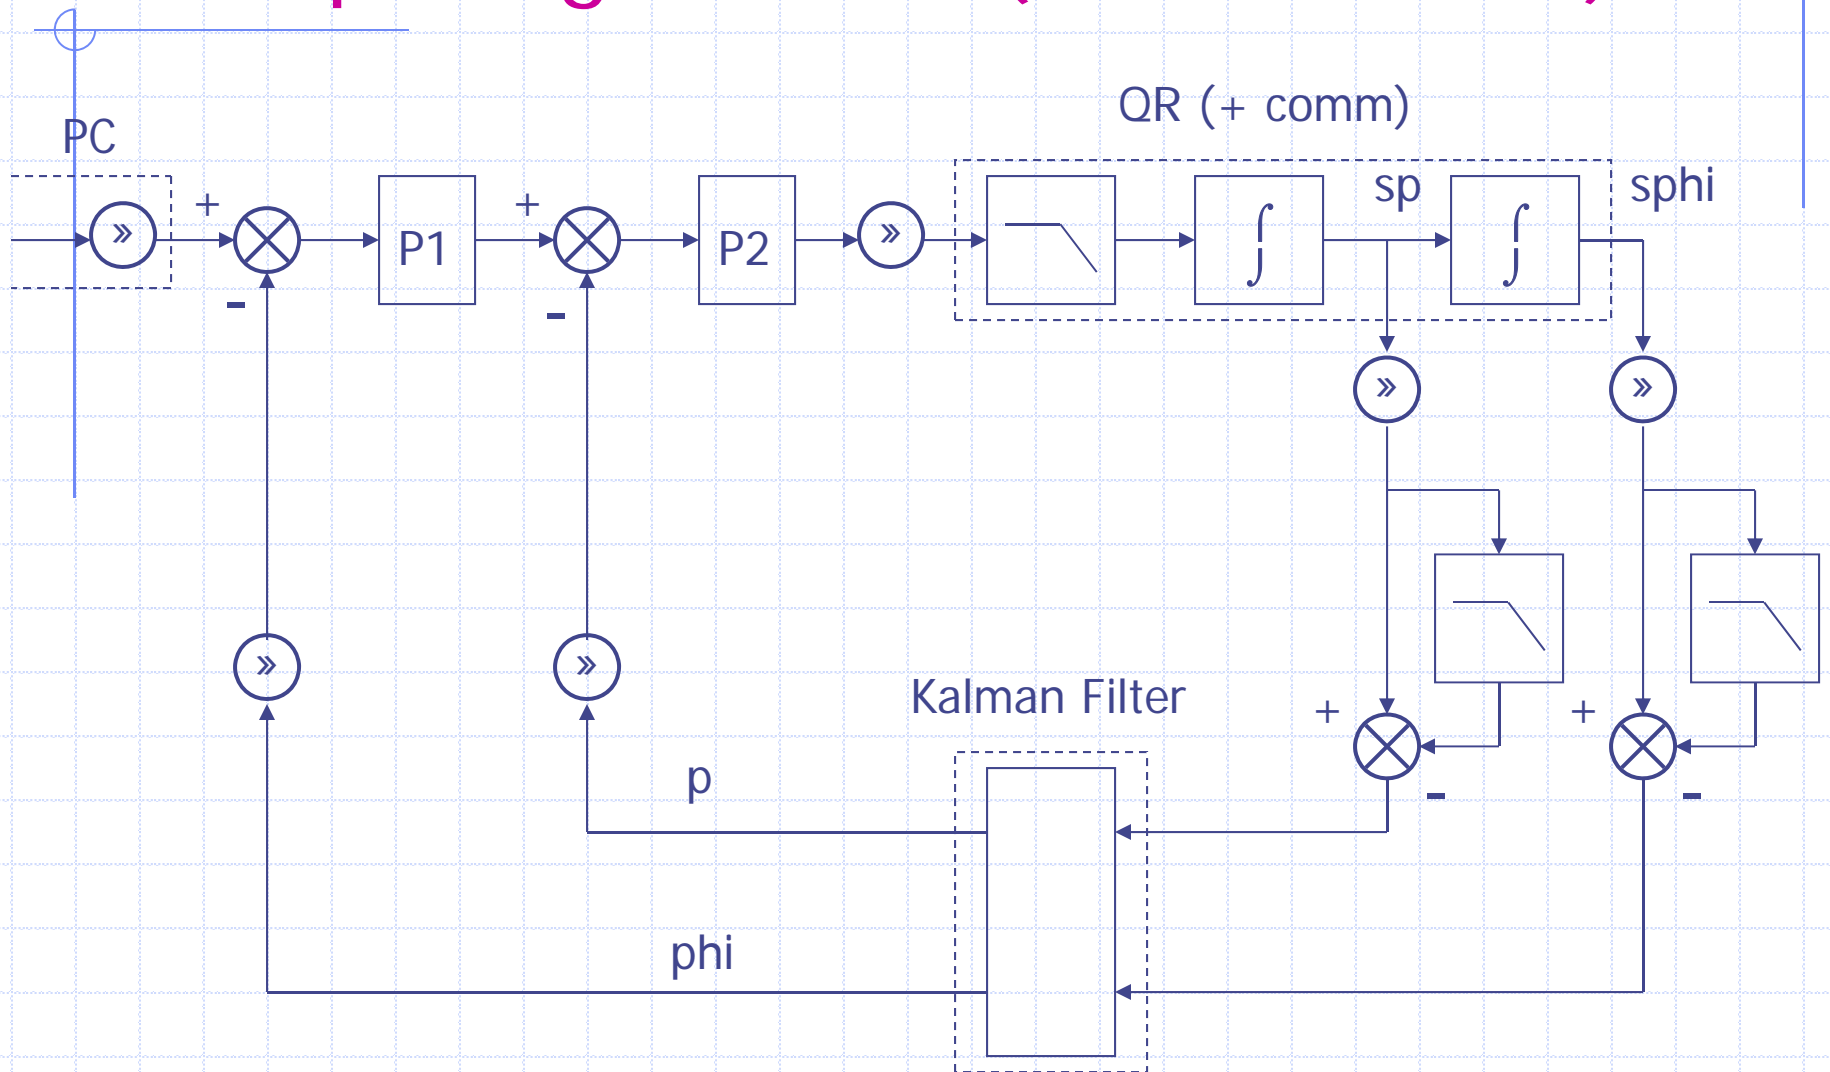 QR (+ comm)
PC
+
+
sp
sphi
»
P1
P2
»
∫
∫
-
-
»
»
»
»
Kalman Filter
+
+
p
-
-
phi